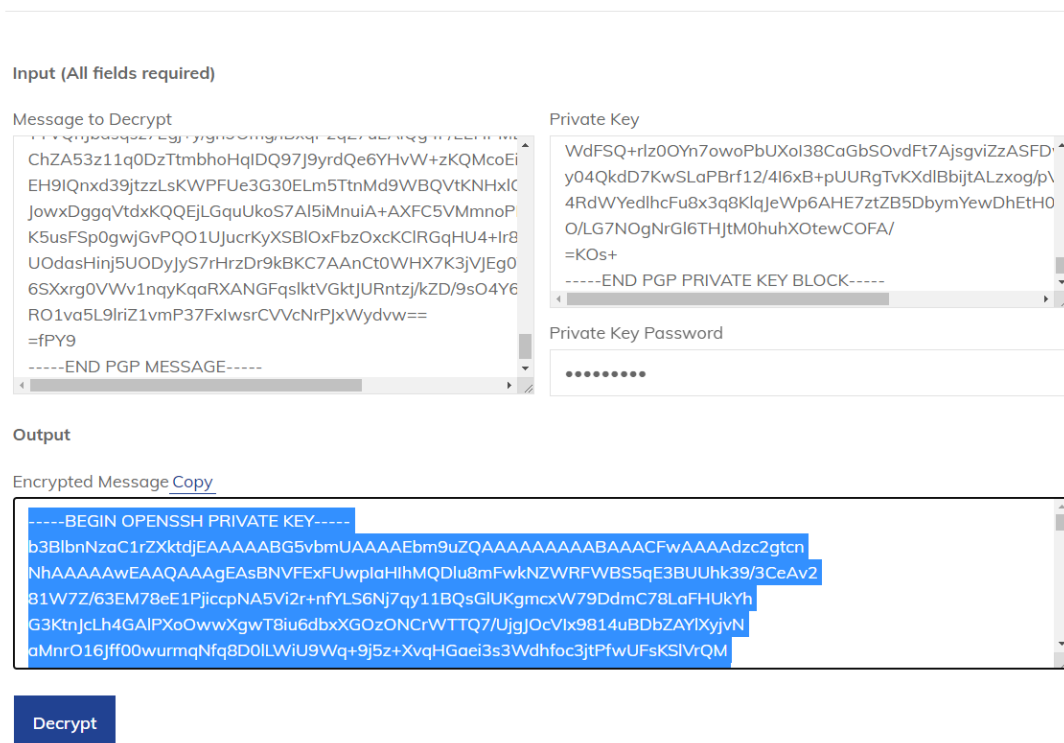 Input (All fields required)
Message to Decrypt
ChZA53z11q0DzTtmbhoHqIDQ97J9yrdQe6YHvW+zKQMcoEi
EH9IQnxd39jtzzLsKWPFUe3G30ELm5TtnMd9WBQVtKNHxlC
JowxDggqVtdxKQQEjLGquUkoS7Al5iMnuiA+AXFC5VMmnoP
K5usFSp0gwjGvPQO1UJucrKyXSBlOxFbzOxcKClRGqHU4+Ir8
UOdasHinj5UODyJyS7rHrzDr9kBKC7AAnCt0WHX7K3jVJEg0
6SXxrg0VWv1nqyKqaRXANGFqslktVGktJURntzj/kZD/9sO4Y6
RO1va5L9lriZ1vmP37FxIwsrCVVcNrPJxWydvw==
=fPY9
-----END PGP MESSAGE-----
Private Key
WdFSQ+rlz0OYn7owoPbUXoI38CaGbSOvdFt7AjsgviZzASFD
y04QkdD7KwSLaPBrf12/4I6xB+pUURgTvKXdlBbijtALzxog/p
4RdWYedlhcFu8x3q8KlqJeWp6AHE7ztZB5DbymYewDhEtH0
O/LG7NOgNrGl6THJtM0huhXOtewCOFA/
=KOs+
-----END PGP PRIVATE KEY BLOCK-----
Private Key Password
Output
Encrypted Message Copy
-----BEGIN OPENSSH PRIVATE KEY-----
b3BlbnNzaC1rZXktdjEAAAAABG5vbmUAAAAEbm9uZQAAAAAAAAABAAACFwAAAAdzc2gtcn
NhAAAAAwEAAQAAAgEAsBNVFExFUwpIaHIhMQDlu8mFwkNZWRFWBS5qE3BUUhk39/3CeAv2
81W7Z/63EM78eE1PjiccpNA5Vi2r+nfYLS6Nj7qy11BQsGlUKgmcxW79DdmC78LaFHUkYh
G3KtnJcLh4GAlPXoOwwXgwT8iu6dbxXGOzONCrWTTQ7/UjgJOcVIx9814uBDbZAYlXyjvN
aMnrO16Jff00wurmqNfq8D0lLWiU9Wq+9j5z+XvqHGaei3s3Wdhfoc3jtPfwUFsKSlVrQM
Decrypt